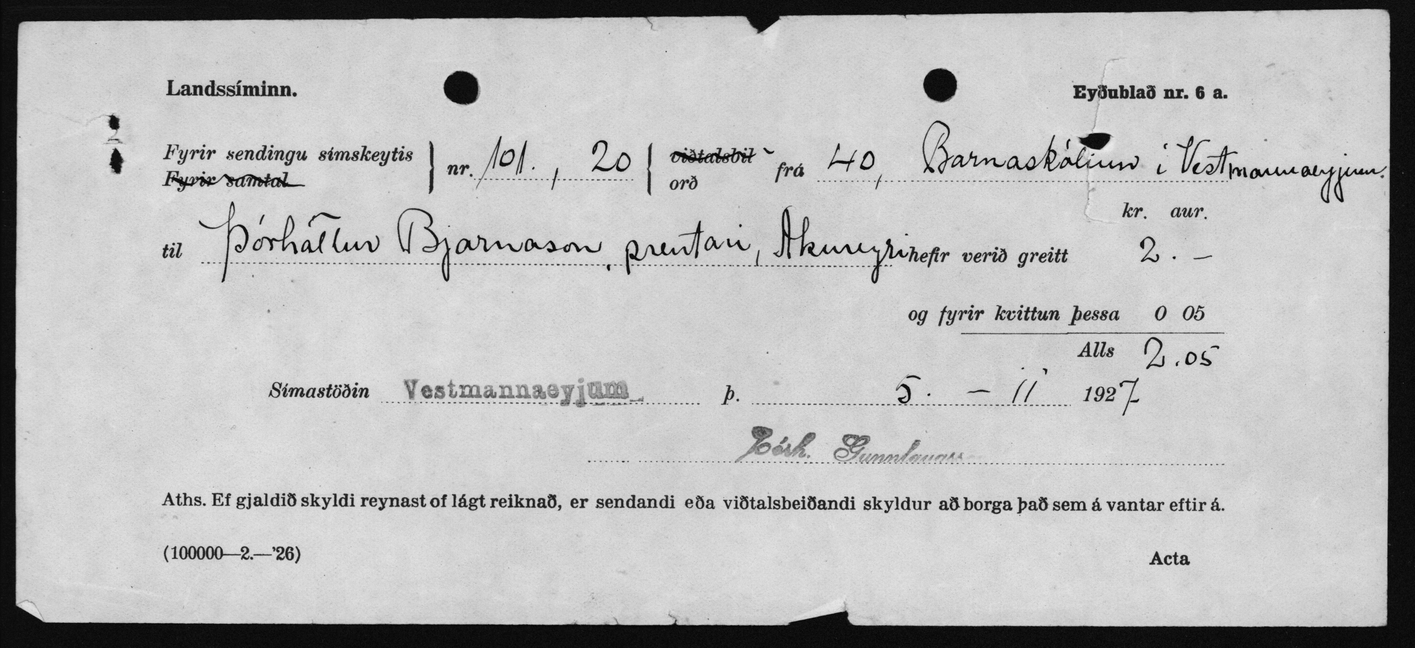 Landssíminn.
Eyðublað nr. 6 a.
Fyrir sendingu símskeytis } nr. 101., 20 { viðtalsbil frá 40, Barnaskólinn í Vestmannaeyjum.
Fyrir samtal orð
kr. aur.
til Þórhallur Bjarnason, prentari, Akureyri hefir verið greitt 2. –
og fyrir kvittun þessa 0 05
Alls 2.05
Símastöðin Vestmannaeyjum þ. 5. – 11 1927
Þórh. Gunnlaugss
Aths. Ef gjaldið skyldi reynast of lágt reiknað, er sendandi eða viðtalsbeiðandi skyldur að borga það sem á vantar eftir á.
(100000—2.—'26)
Acta